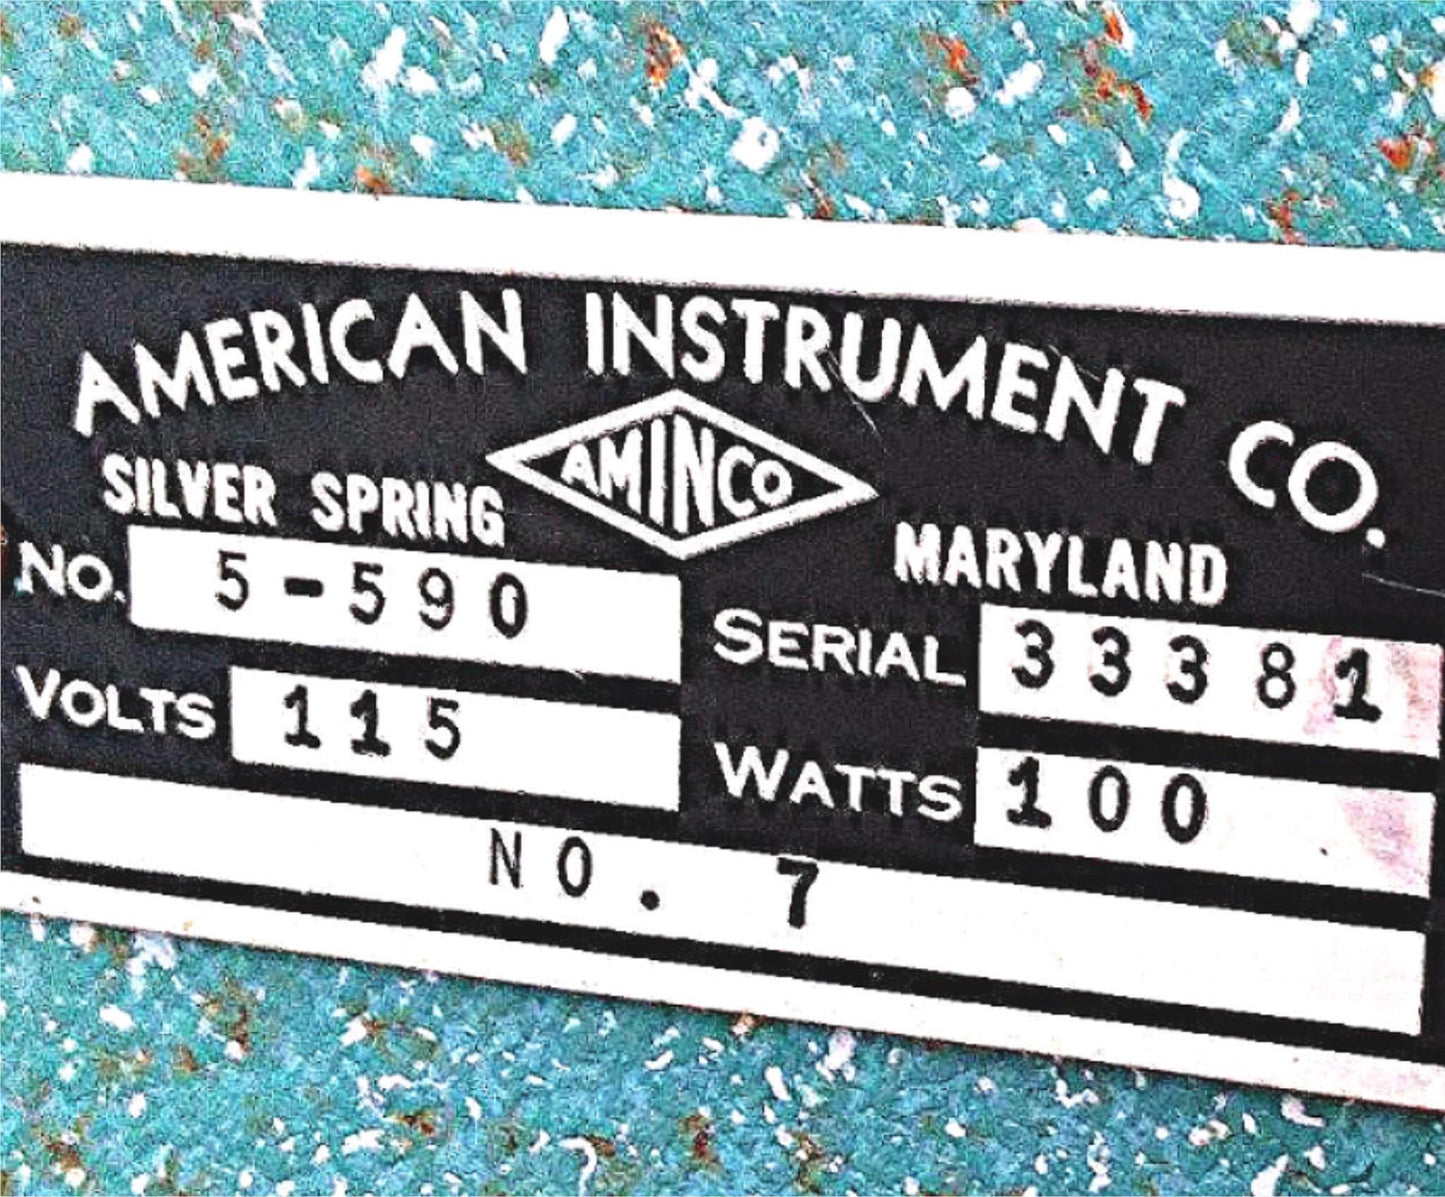 AMERICAN INSTRUMENT CO.
AMINCO
SILVER SPRING MARYLAND
No. 5-590 SERIAL 33381
VOLTS 115 WATTS 100
NO. 7